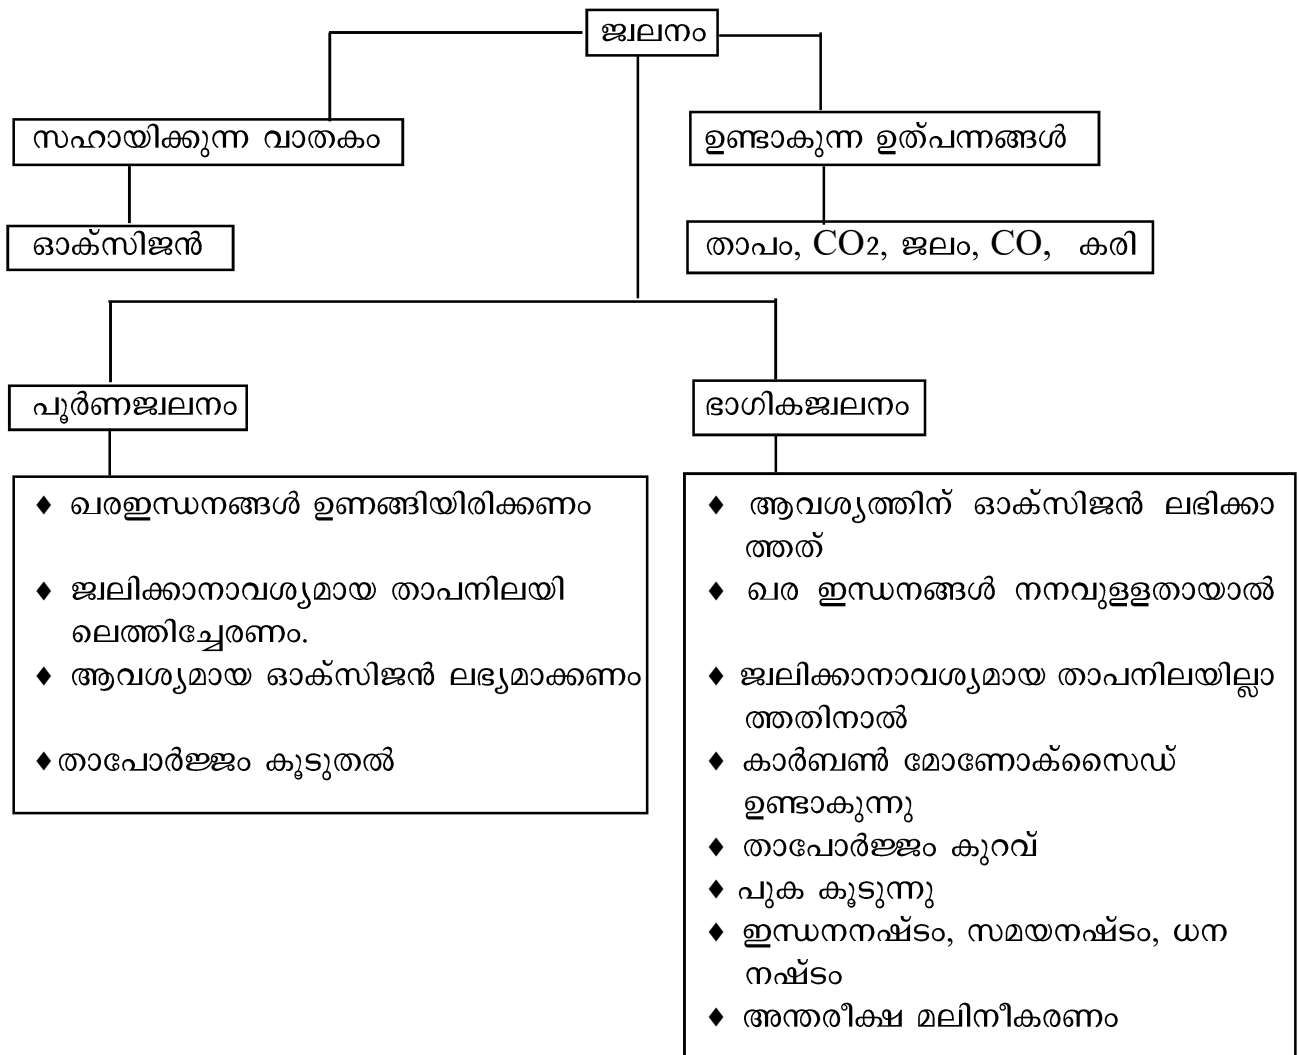 ജ്വലനം
സഹായിക്കുന്ന വാതകം
ഉണ്ടാകുന്ന ഉത്പന്നങ്ങൾ
ഓക്സിജൻ
താപം, CO2, ജലം, CO, കരി
പൂർണജ്വലനം
♦ ഖരഇന്ധനങ്ങൾ ഉണങ്ങിയിരിക്കണം
♦ ജ്വലിക്കാനാവശ്യമായ താപനിലയി
ലെത്തിച്ചേരണം.
♦ ആവശ്യമായ ഓക്സിജൻ ലഭ്യമാക്കണം
♦ താപോർജ്ജം കൂടുതൽ
ഭാഗികജ്വലനം
♦ ആവശ്യത്തിന് ഓക്സിജൻ ലഭിക്കാ
ത്തത്
♦ ഖര ഇന്ധനങ്ങൾ നനവുളളതായാൽ
♦ ജ്വലിക്കാനാവശ്യമായ താപനിലയില്ലാ
ത്തതിനാൽ
♦ കാർബൺ മോണോക്സൈഡ്
ഉണ്ടാകുന്നു
♦ താപോർജ്ജം കുറവ്
♦ പുക കൂടുന്നു
♦ ഇന്ധനനഷ്ടം, സമയനഷ്ടം, ധന
നഷ്ടം
♦ അന്തരീക്ഷ മലിനീകരണം